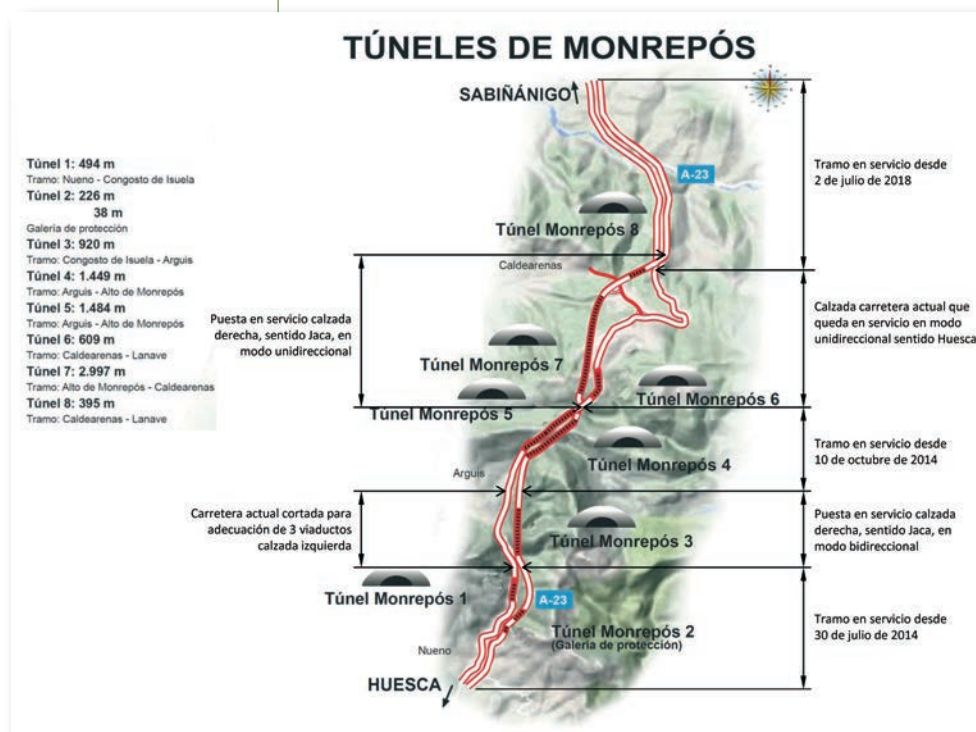 TÚNELES DE MONREPÓS
SABIÑÁNIGO
Túnel 1: 494 m
Tramo: Nueno - Congosto de Isuela
Túnel 2: 226 m
38 m
Galería de protección
Túnel 3: 920 m
Tramo: Congosto de Isuela - Arguis
Túnel 4: 1.449 m
Tramo: Arguis - Alto de Monrepós
Túnel 5: 1.484 m
Tramo: Arguis - Alto de Monrepós
Túnel 6: 609 m
Tramo: Caldearenas - Lanave
Túnel 7: 2.997 m
Tramo: Alto de Monrepós - Caldearenas
Túnel 8: 395 m
Tramo: Caldearenas - Lanave
A-23
Tramo en servicio desde
2 de julio de 2018
Túnel Monrepós 8
Caldearenas
Puesta en servicio calzada
derecha, sentido Jaca, en
modo unidireccional
Calzada carretera actual que
queda en servicio en modo
unidireccional sentido Huesca
Túnel Monrepós 7
Túnel Monrepós 6
Túnel Monrepós 5
Túnel Monrepós 4
Tramo en servicio desde
10 de octubre de 2014
Arguis
Carretera actual cortada para
adecuación de 3 viaductos
calzada izquierda
Puesta en servicio calzada
derecha, sentido Jaca, en
modo bidireccional
Túnel Monrepós 3
Túnel Monrepós 1
A-23
Túnel Monrepós 2
(Galería de protección)
Tramo en servicio desde
30 de julio de 2014
Nueno
HUESCA